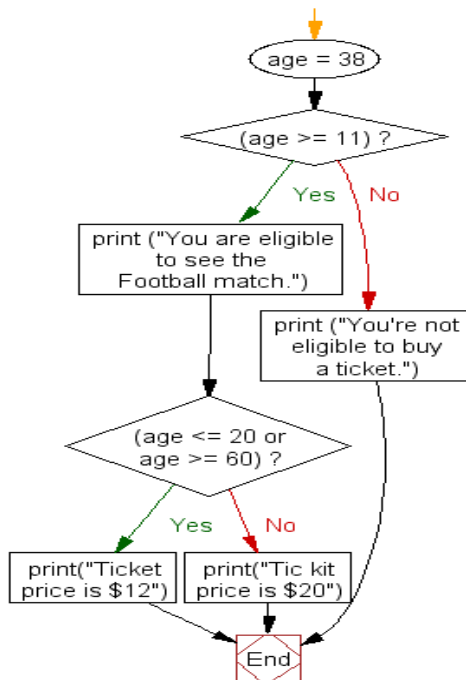 age = 38
(age >= 11) ?
Yes
No
print ("You are eligible
to see the
Football match.")
print ("You're not
eligible to buy
a ticket.")
(age <= 20 or
age >= 60) ?
Yes
No
print("Ticket
price is $12")
print("Tic kit
price is $20")
End